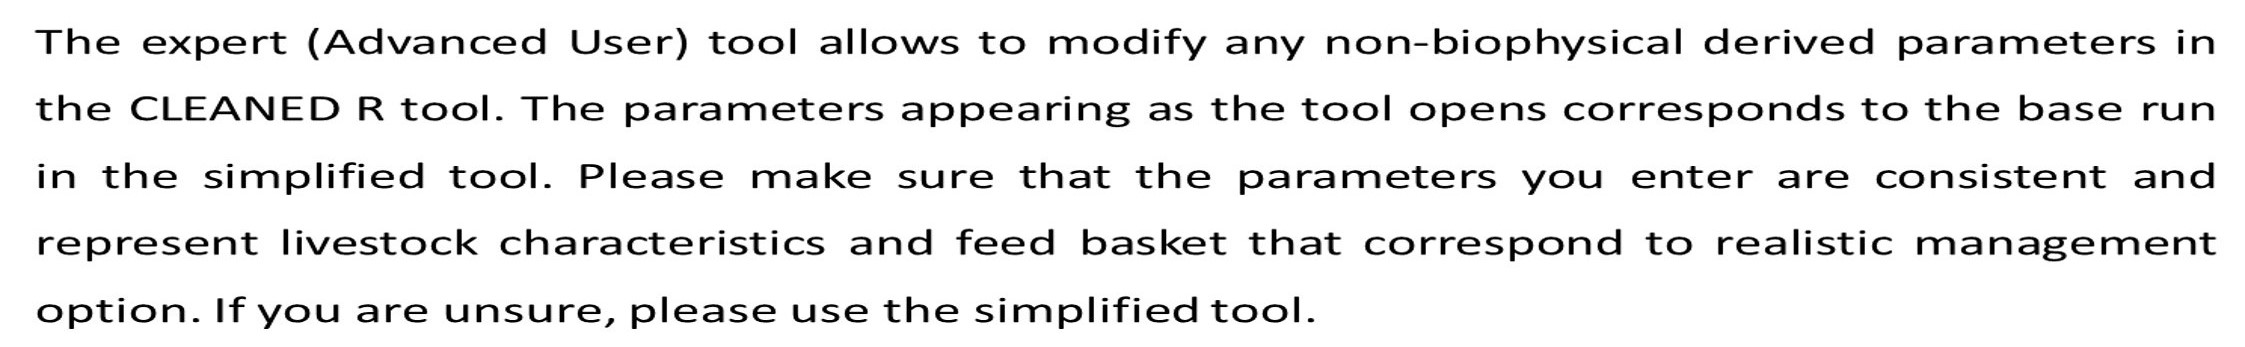 The expert (Advanced User) tool allows to modify any non-biophysical derived parameters in
the CLEANED R tool. The parameters appearing as the tool opens corresponds to the base run
in the simplified tool. Please make sure that the parameters you enter are consistent and
represent livestock characteristics and feed basket that correspond to realistic management
option. If you are unsure, please use the simplified tool.